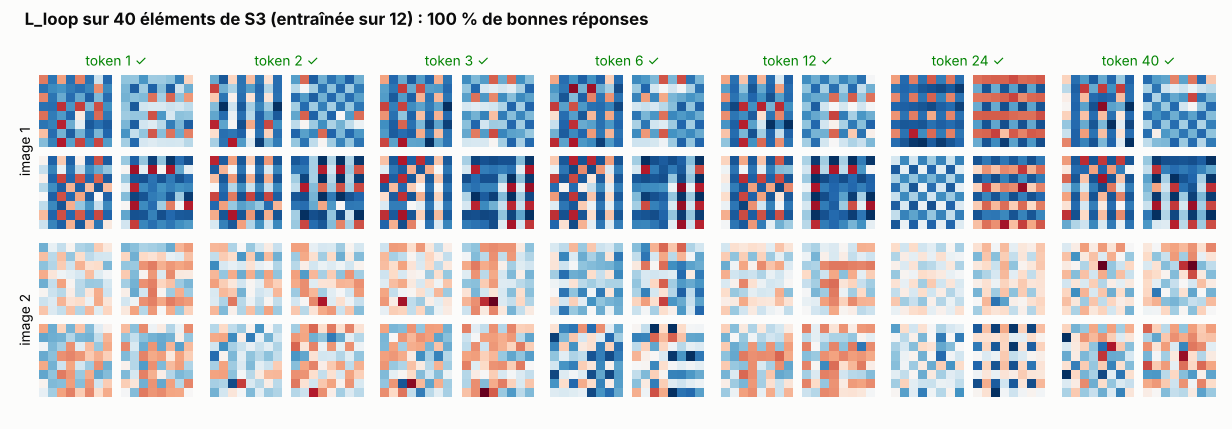 L_loop sur 40 éléments de S3 (entraînée sur 12) : 100 % de bonnes réponses
token 1 ✓
token 2 ✓
token 3 ✓
token 6 ✓
token 12 ✓
token 24 ✓
token 40 ✓
image 1
image 2